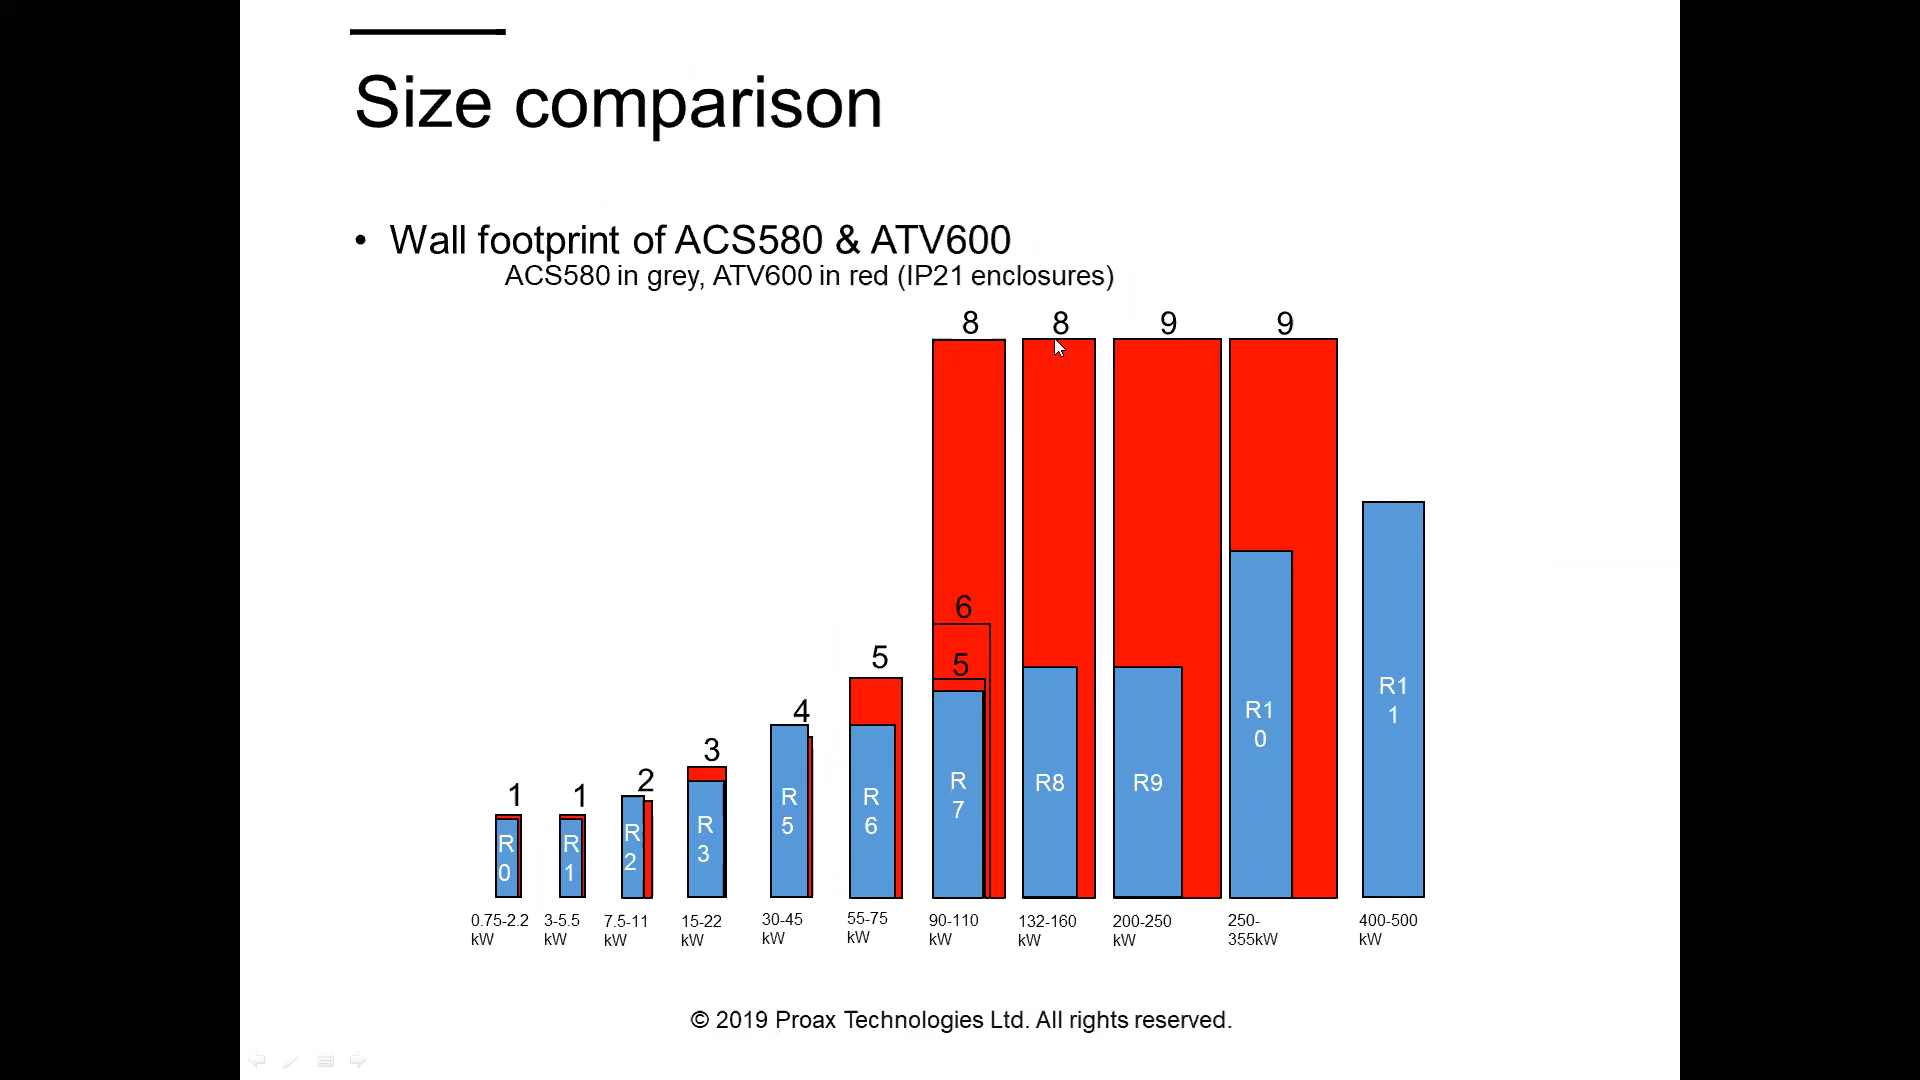 Size comparison
• Wall footprint of ACS580 & ATV600
ACS580 in grey, ATV600 in red (IP21 enclosures)
8
8
9
9
6
5
5
4
3
2
1
1
R
0
R
1
R
2
R
3
R
5
R
6
R
7
R8
R9
R1
0
R1
1
0.75-2.2
kW
3-5.5
kW
7.5-11
kW
15-22
kW
30-45
kW
55-75
kW
90-110
kW
132-160
kW
200-250
kW
250-
355kW
400-500
kW
© 2019 Proax Technologies Ltd. All rights reserved.